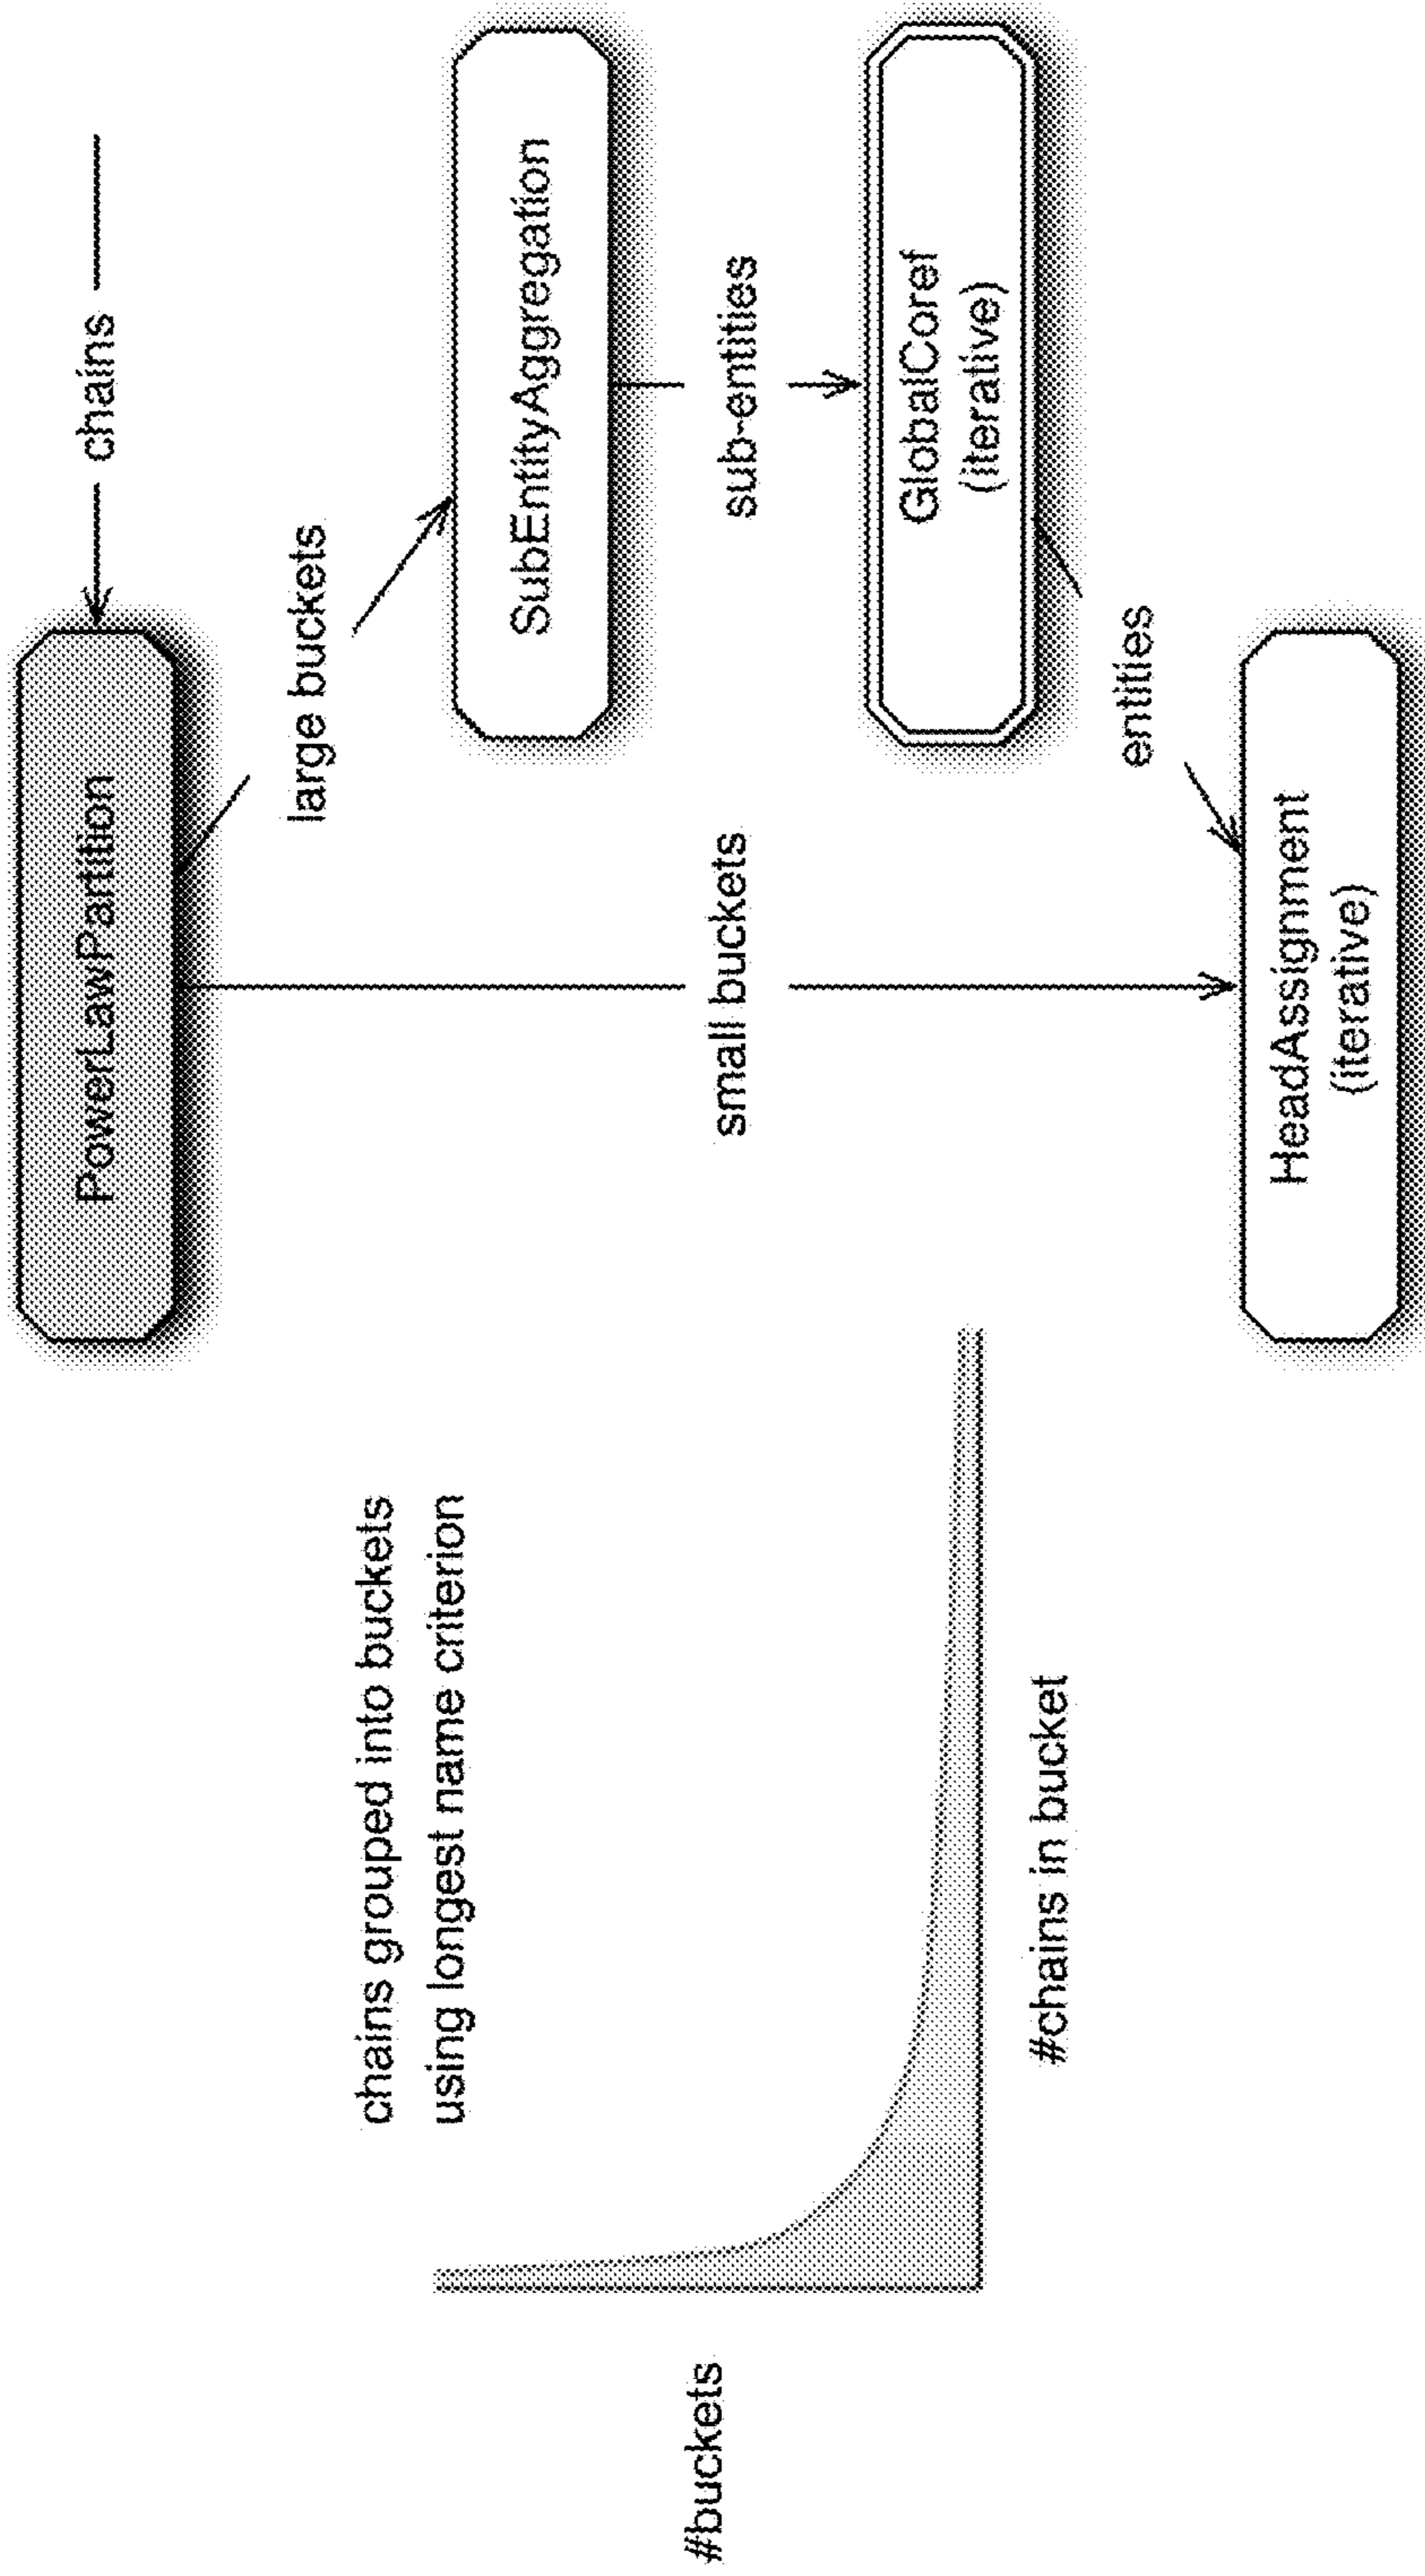 chains
PowerLawPartition
large buckets
SubEntityAggregation
chains grouped into buckets
using longest name criterion
#buckets
small buckets
sub-entities
GlobalCoref
(iterative)
#chains in bucket
entities
HeadAssignment
(iterative)